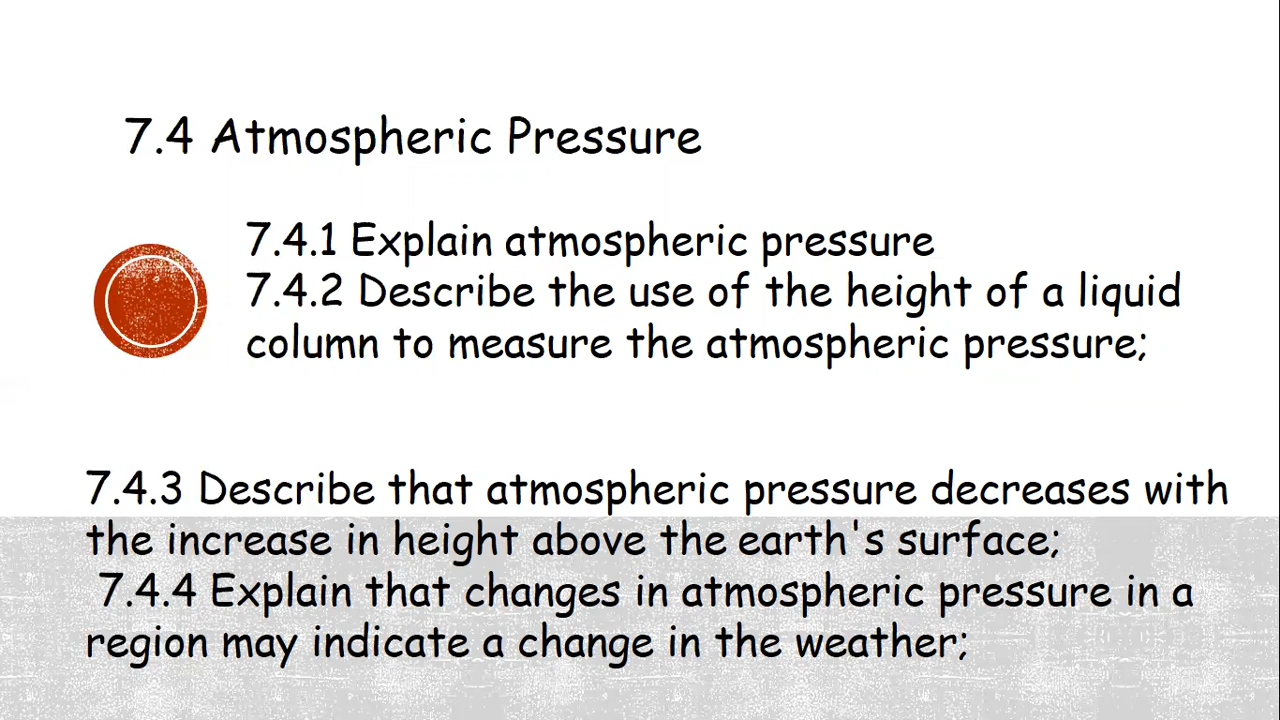 7.4 Atmospheric Pressure
7.4.1 Explain atmospheric pressure
7.4.2 Describe the use of the height of a liquid
column to measure the atmospheric pressure;
7.4.3 Describe that atmospheric pressure decreases with
the increase in height above the earth's surface;
7.4.4 Explain that changes in atmospheric pressure in a
region may indicate a change in the weather;